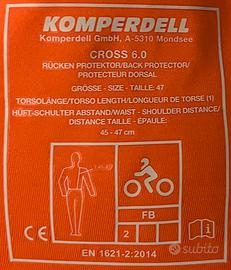 KOMPERDELL
Komperdell GmbH, A-5310 Mondsee
CROSS 6.0
RÜCKEN PROTEKTOR/BACK PROTECTOR/
PROTECTEUR DORSAL
GRÖSSE - SIZE - TAILLE: 47
TORSOLÄNGE/TORSO LENGTH/LONGUEUR DE TORSE (1)
HÜFT-SCHULTER ABSTAND/WAIST - SHOULDER DISTANCE/
DISTANCE TAILLE - ÉPAULE:
45 - 47 cm
FB
2
CE
EN 1621-2:2014
subito